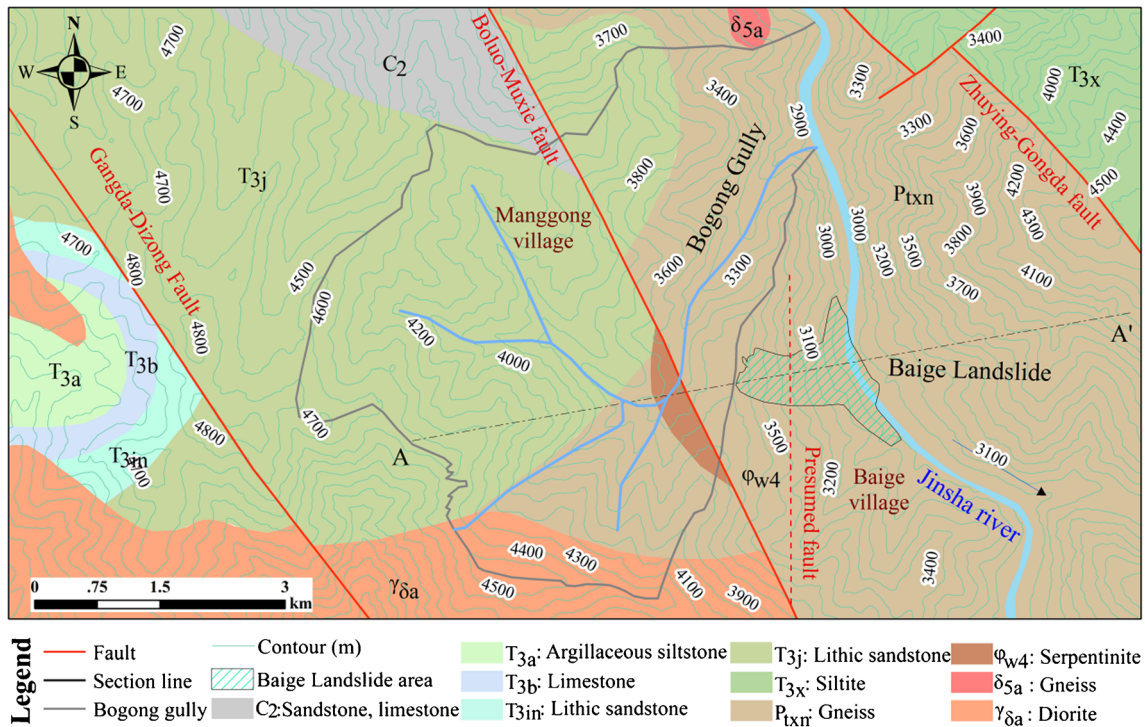 N
W E
S
4700
4700
C2
Boluo-Muxie fault
3700
δ5a
3400
2900
3300
3400
T3x
4000
4400
4500
Zhuying-Gongda fault
3300
3600
4200
3900
4300
3800
4100
Ptxn
Gangda-Dizong Fault
4700
T3j
Manggong
village
3800
Bogong Gully
3600
3300
3000
3000
3200
3500
3700
4700
4800
4500
4600
4800
T3b
T3a
4200
4000
3100
A'
Baige Landslide
4700
4800
T3in
4700
A
3500
φw4
Presumed fault
3200
Baige
village
3100
Jinsha river
3400
4400
4300
4500
4100
3900
γδa
0 .75 1.5 3
km
Legend
Fault
Section line
Bogong gully
Contour (m)
Baige Landslide area
C2:Sandstone, limestone
T3a: Argillaceous siltstone
T3b: Limestone
T3in: Lithic sandstone
T3j: Lithic sandstone
T3x: Siltite
Ptxn: Gneiss
φw4: Serpentinite
δ5a : Gneiss
γδa : Diorite